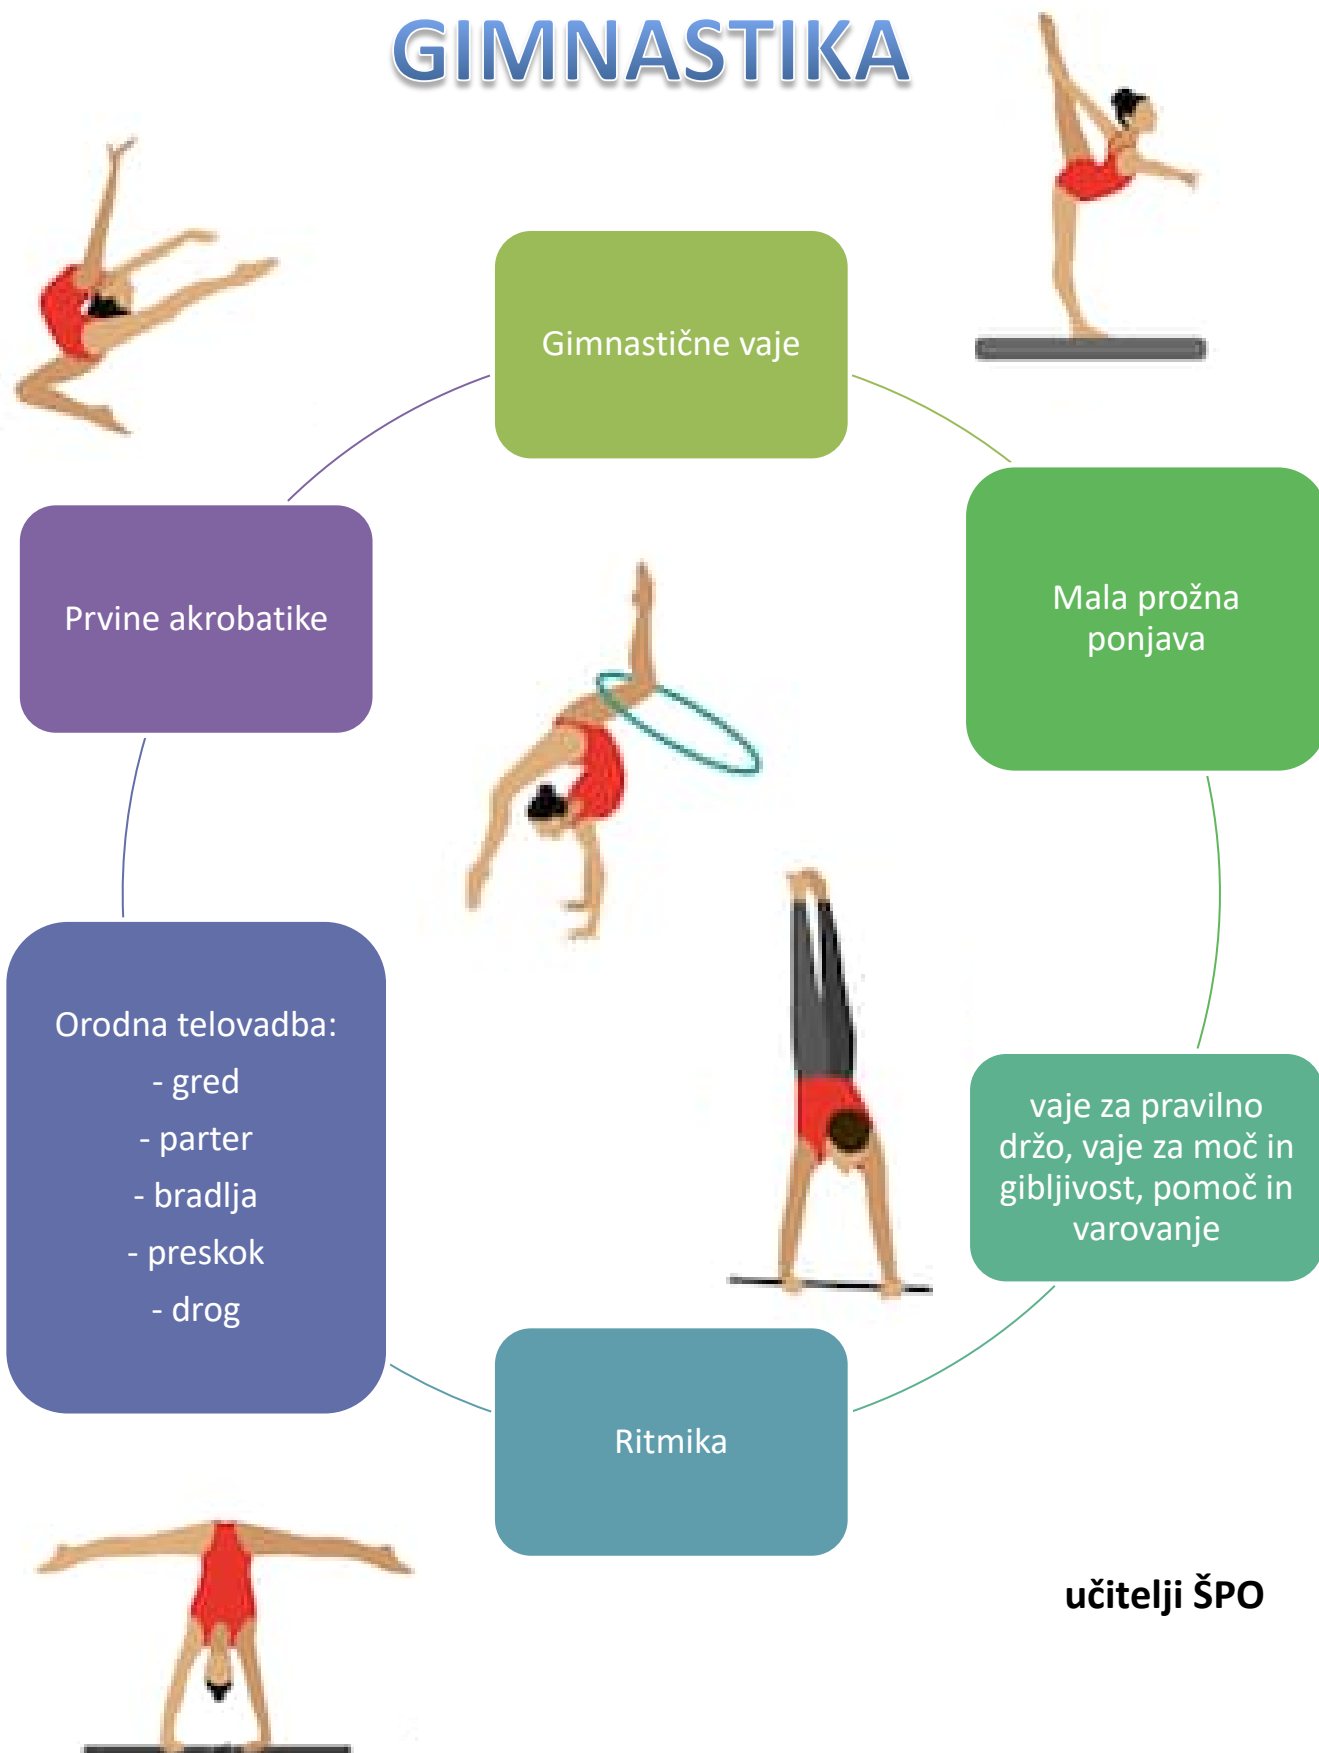 GIMNASTIKA
Gimnastične vaje
Mala prožna
ponjava
vaje za pravilno
držo, vaje za moč in
gibljivost, pomoč in
varovanje
Ritmika
Orodna telovadba:
- gred
- parter
- bradlja
- preskok
- drog
Prvine akrobatike
učitelji ŠPO